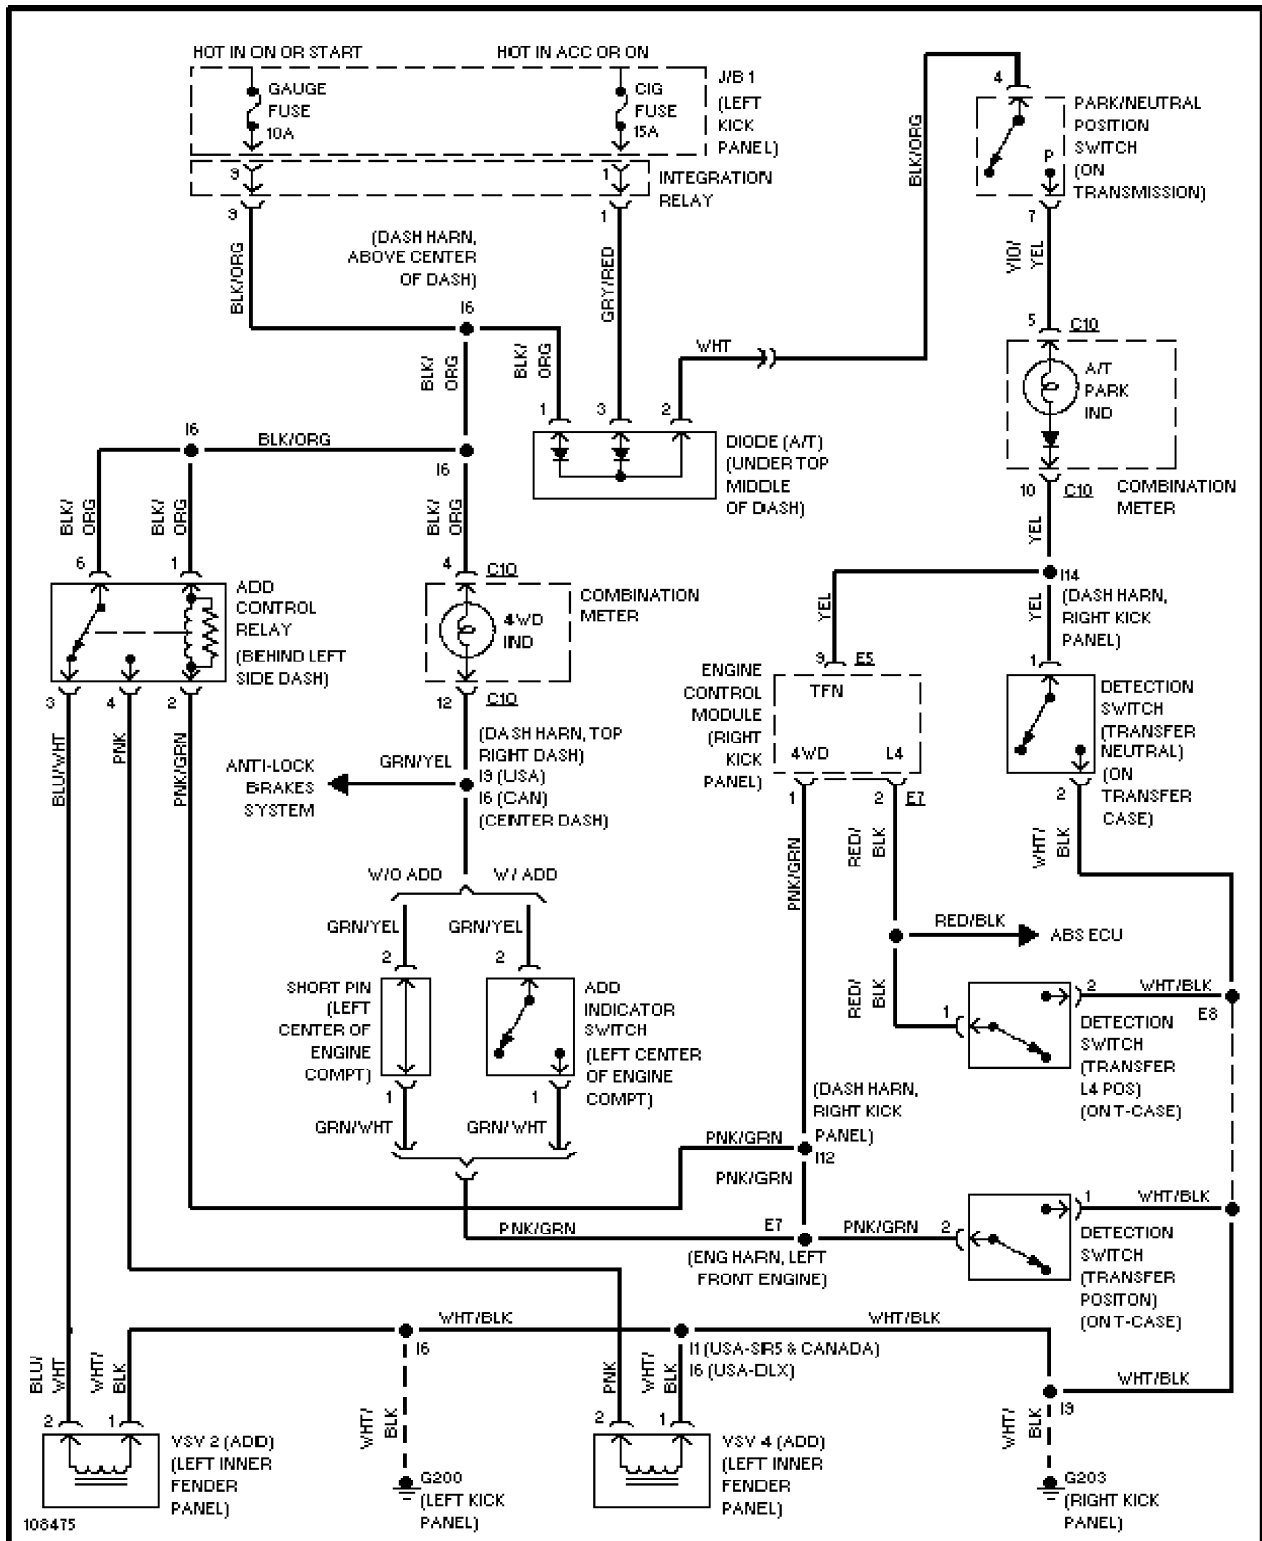 HOT IN ON OR START
HOT IN ACC OR ON
GAUGE
FUSE
10A
CIG
FUSE
15A
J/B 1
(LEFT
KICK
PANEL)
9
1
INTEGRATION
RELAY
9
1
BLK/ORG
(DASH HARN,
ABOVE CENTER
OF DASH)
GRY/RED
I6
BLK/ORG
4
PARK/NEUTRAL
POSITION
SWITCH
(ON
TRANSMISSION)
P
7
VIO/
YEL
5
C10
A/T
PARK
IND
10
C10
COMBINATION
METER
WHT
BLK/
ORG
BLK/
ORG
1
3
2
DIODE (A/T)
(UNDER TOP
MIDDLE
OF DASH)
I6
BLK/ORG
I6
BLK/
ORG
BLK/
ORG
BLK/
ORG
6
1
ADD
CONTROL
RELAY
(BEHIND LEFT
SIDE DASH)
3
4
2
4
C10
4WD
IND
COMBINATION
METER
12
C10
YEL
I14
(DASH HARN,
RIGHT KICK
PANEL)
YEL
YEL
9
E5
ENGINE
CONTROL
MODULE
(RIGHT
KICK
PANEL)
TFN
4WD
L4
1
2
E7
1
DETECTION
SWITCH
(TRANSFER
NEUTRAL)
(ON
TRANSFER
CASE)
2
BLU/WHT
PNK
PNK/GRN
ANTI-LOCK
BRAKES
SYSTEM
GRN/YEL
(DASH HARN, TOP
RIGHT DASH)
I9 (USA)
I6 (CAN)
(CENTER DASH)
PNK/GRN
RED/
BLK
WHT/
BLK
W/O ADD
W/ ADD
GRN/YEL
GRN/YEL
2
2
RED/BLK
ABS ECU
SHORT PIN
(LEFT
CENTER OF
ENGINE
COMPT)
ADD
INDICATOR
SWITCH
(LEFT CENTER
OF ENGINE
COMPT)
1
1
GRN/WHT
GRN/WHT
RED/
BLK
1
2
WHT/BLK
E8
DETECTION
SWITCH
(TRANSFER
L4 POS)
(ON T-CASE)
(DASH HARN,
RIGHT KICK
PANEL)
PNK/GRN
I12
PNK/GRN
PNK/GRN
E7
(ENG HARN, LEFT
FRONT ENGINE)
PNK/GRN
2
1
WHT/BLK
DETECTION
SWITCH
(TRANSFER
POSITON)
(ON T-CASE)
WHT/BLK
WHT/BLK
I6
I1 (USA-SR5 & CANADA)
I6 (USA-DLX)
WHT/BLK
I9
BLU/
WHT
WHT/
BLK
2
1
VSV 2 (ADD)
(LEFT INNER
FENDER
PANEL)
WHT/
BLK
G200
(LEFT KICK
PANEL)
PNK
WHT/
BLK
2
1
VSV 4 (ADD)
(LEFT INNER
FENDER
PANEL)
WHT/
BLK
G203
(RIGHT KICK
PANEL)
108475